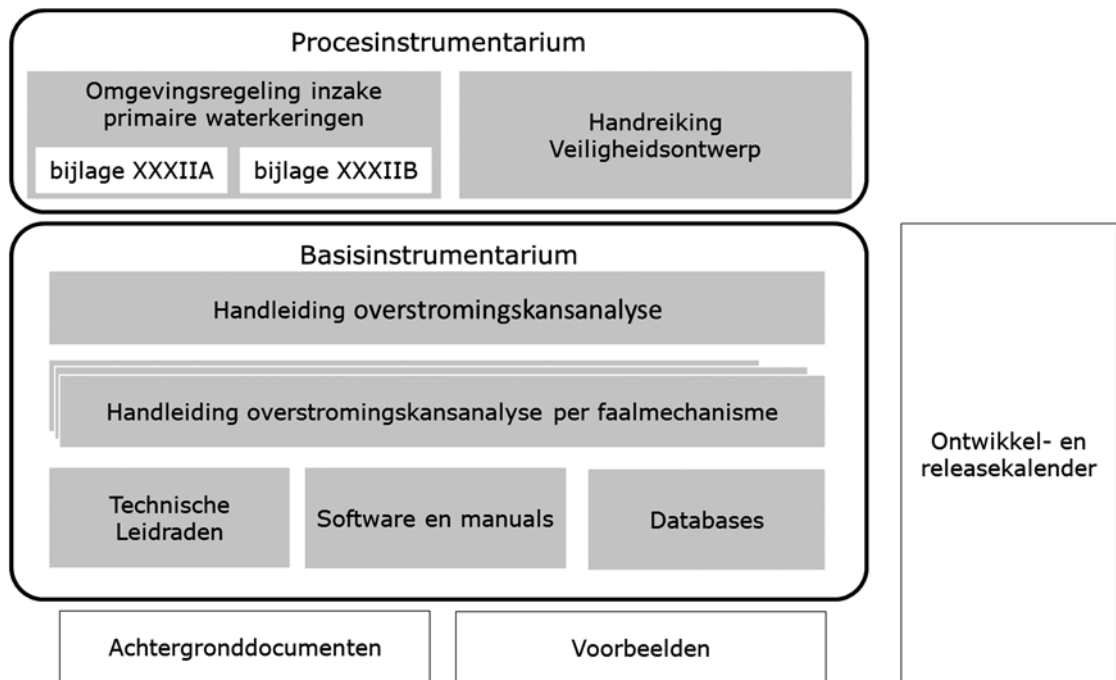 Procesinstrumentarium
Omgevingsregeling inzake
primaire waterkeringen
bijlage XXXIIA
bijlage XXXIIB
Handreiking
Veiligheidsontwerp
Basisinstrumentarium
Handleiding overstromingskansanalyse
Handleiding overstromingskansanalyse per faalmechanisme
Technische
Leidraden
Software en manuals
Databases
Ontwikkel- en
releasekalender
Achtergronddocumenten
Voorbeelden